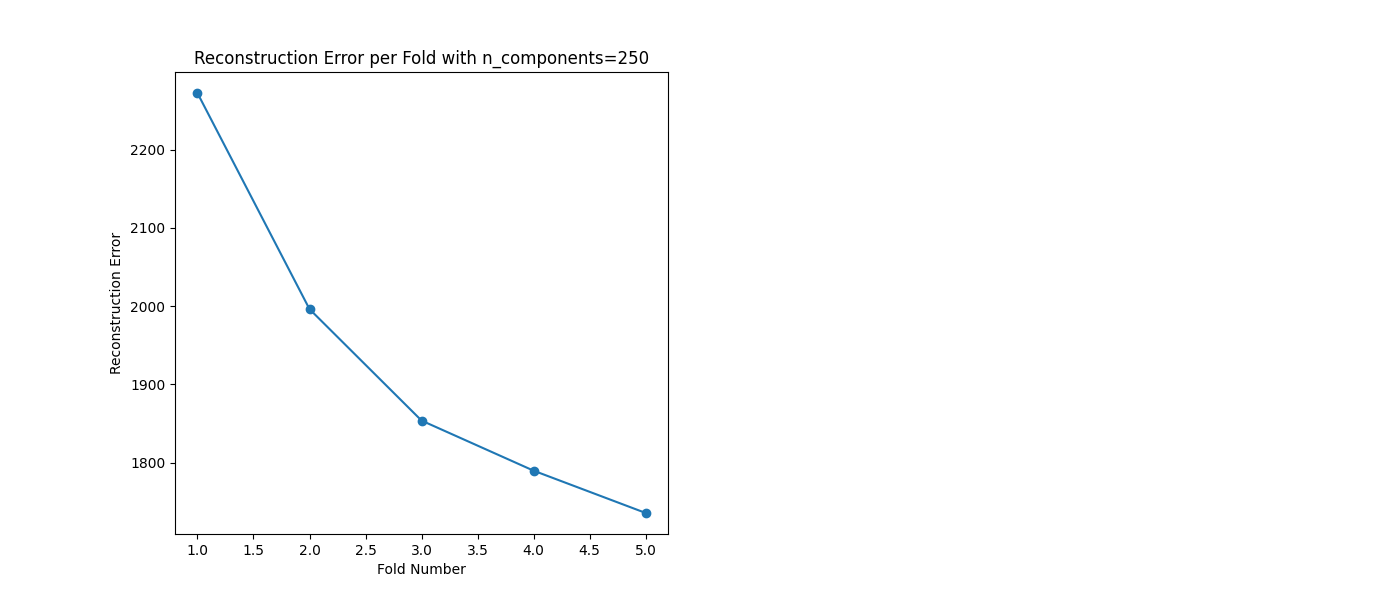 Reconstruction Error per Fold with n_components=250
2200
2100
2000
1900
1800
Reconstruction Error
1.0 1.5 2.0 2.5 3.0 3.5 4.0 4.5 5.0
Fold Number